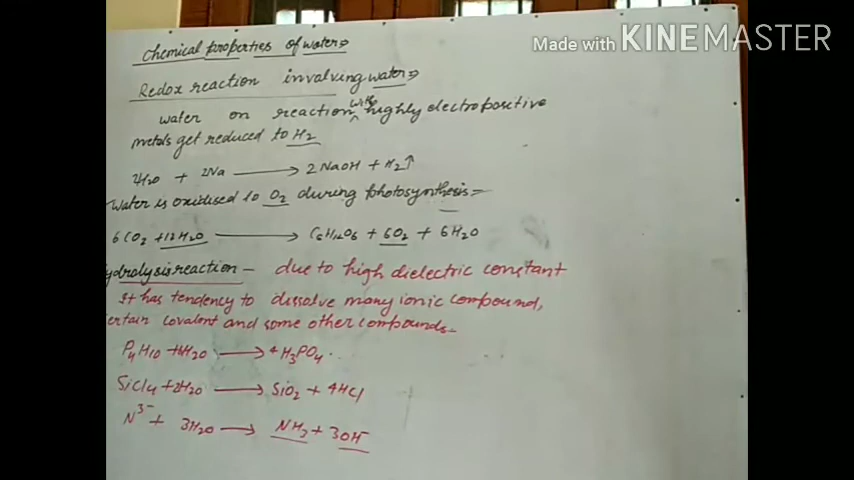 Made with KINEMASTER
Chemical properties of water⇒
Redox reaction involving water⇒
water on reaction with highly electropositive
metals get reduced to H2
2H2O + 2Na ⟶ 2NaOH + H2↑
Water is oxidised to O2 during photosynthesis-
6CO2 + 12H2O ⟶ C6H12O6 + 6O2 + 6H2O
ydrolysis reaction - due to high dielectric constant
It has tendency to dissolve many ionic compound,
ertain covalent and some other compounds-
P4H10 + 6H2O ⟶ 4H3PO4.
SiCl4 + 2H2O ⟶ SiO2 + 4HCl
N3- + 3H2O ⟶ NH3 + 3OH-